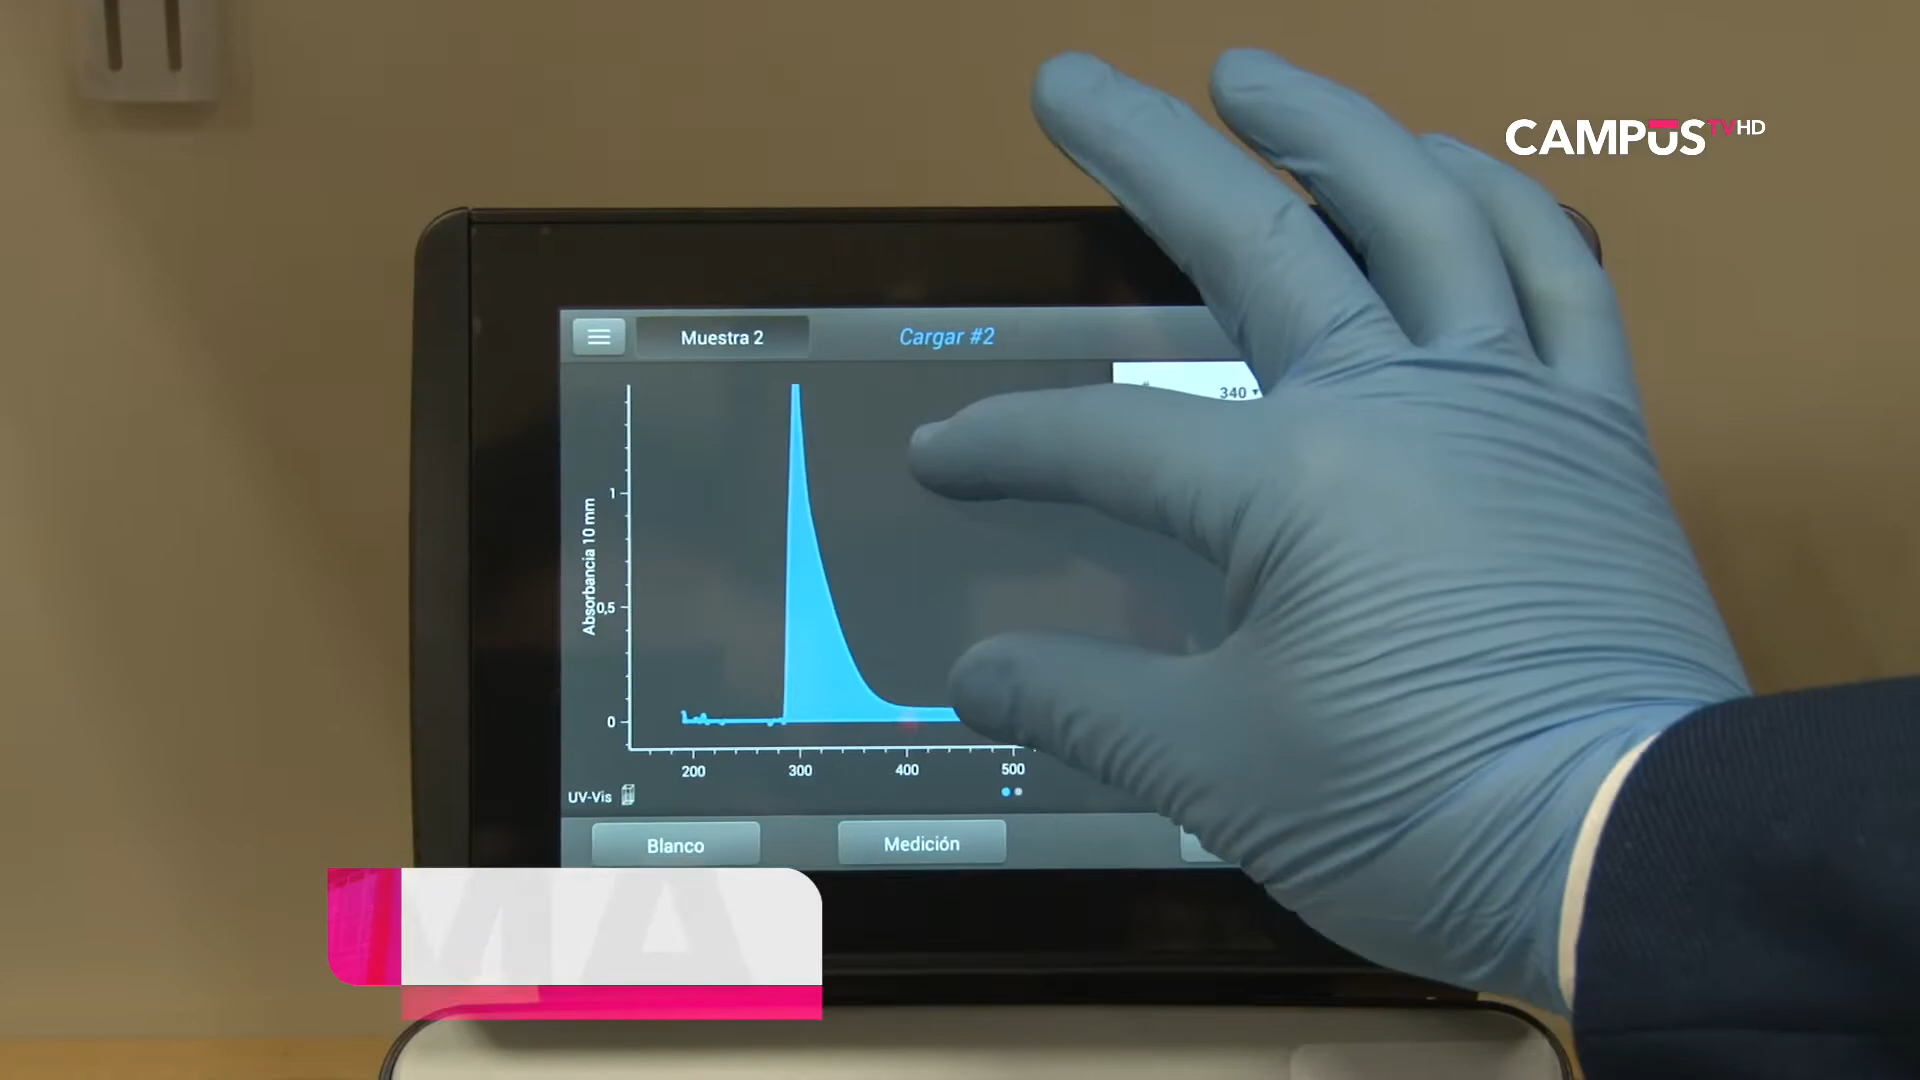 CAMPUS TV HD
Muestra 2
Cargar #2
340
Absorbancia 10 mm
1
0,5
0
200
300
400
500
UV-Vis
Blanco
Medición
MA